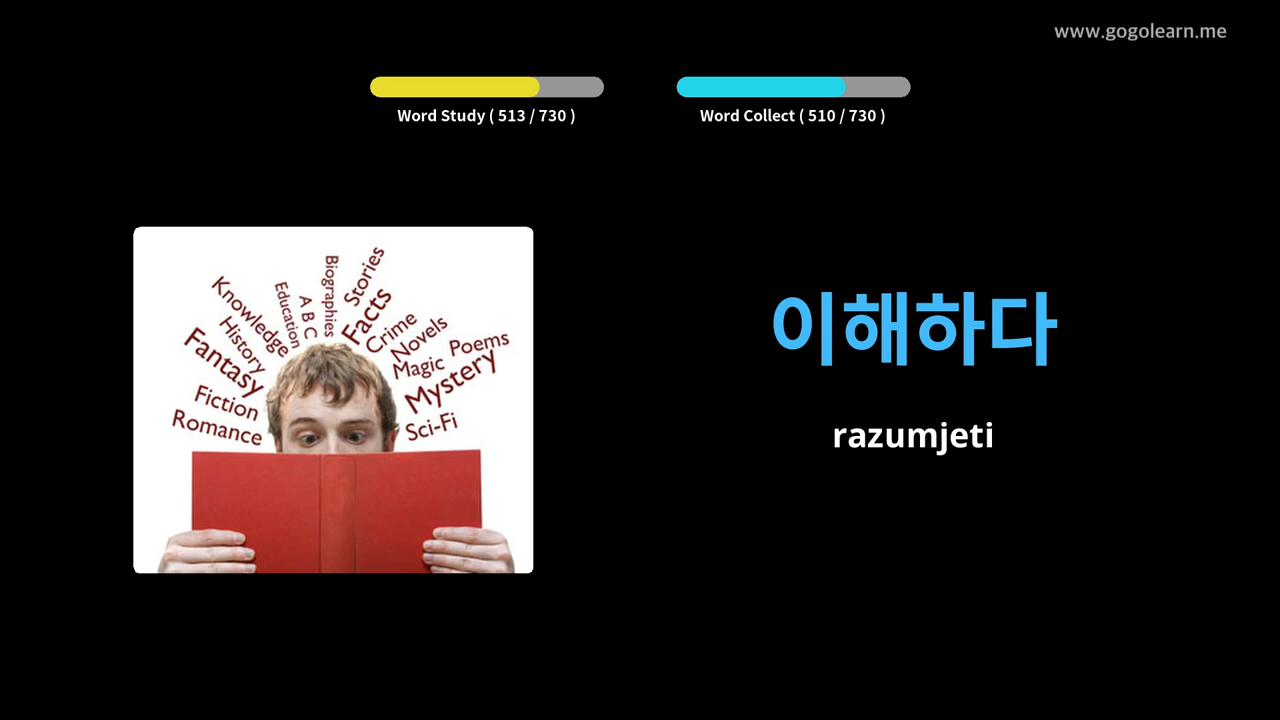 www.gogolearn.me
Word Study ( 513 / 730 )
Word Collect ( 510 / 730 )
Knowledge
History
Fantasy
Fiction
Romance
Education
A B C
Biographies
Stories
Facts
Crime
Novels
Magic
Poems
Mystery
Sci-Fi
이해하다
razumjeti